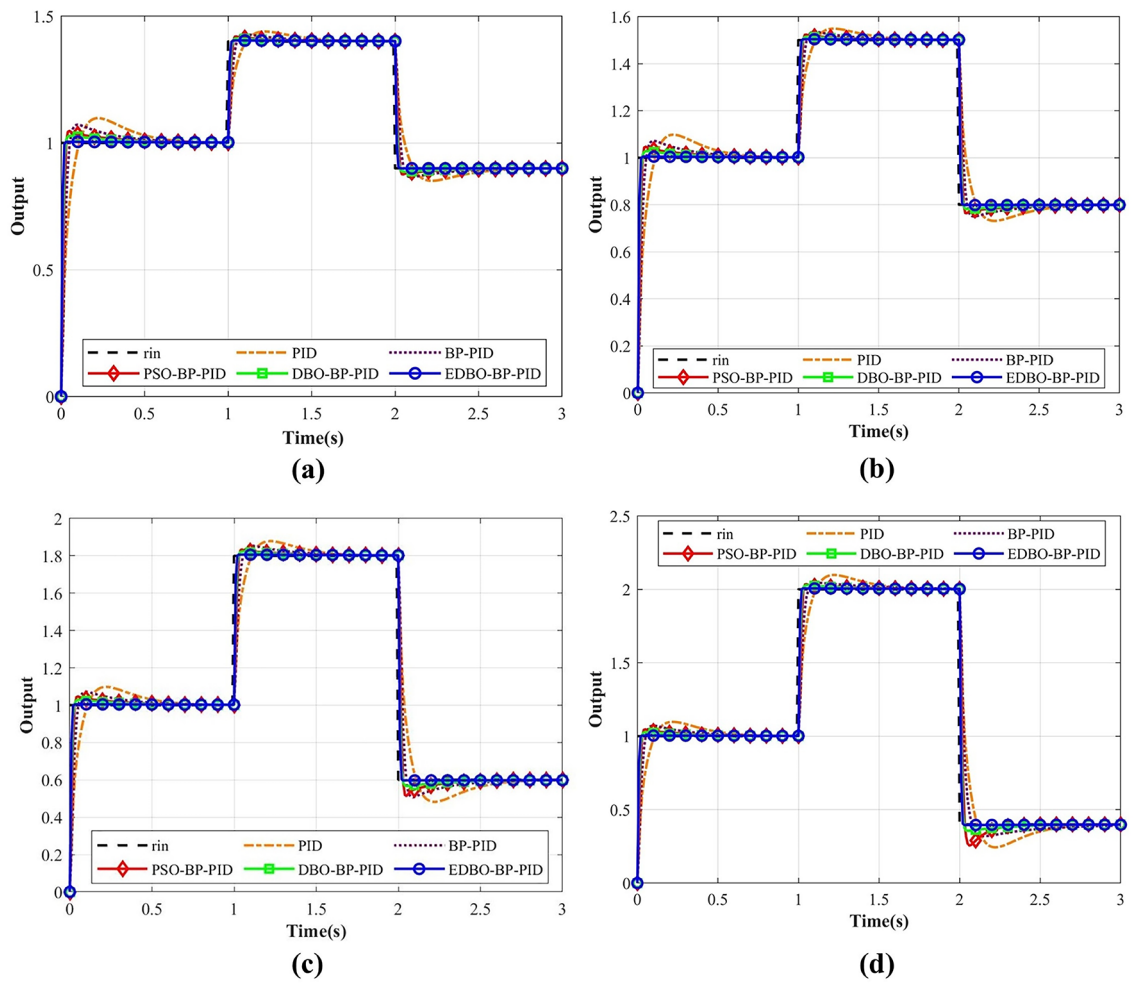 1.5
1
0.5
0
Output
rin PID BP-PID
PSO-BP-PID DBO-BP-PID EDBO-BP-PID
0 0.5 1 1.5 2 2.5 3
Time(s)
(a)
1.6
1.4
1.2
1
0.8
0.6
0.4
0.2
0
Output
rin PID BP-PID
PSO-BP-PID DBO-BP-PID EDBO-BP-PID
0 0.5 1 1.5 2 2.5 3
Time(s)
(b)
2
1.8
1.6
1.4
1.2
1
0.8
0.6
0.4
0.2
0
Output
rin PID BP-PID
PSO-BP-PID DBO-BP-PID EDBO-BP-PID
0 0.5 1 1.5 2 2.5 3
Time(s)
(c)
2.5
2
1.5
1
0.5
0
Output
rin PID BP-PID
PSO-BP-PID DBO-BP-PID EDBO-BP-PID
0 0.5 1 1.5 2 2.5 3
Time(s)
(d)